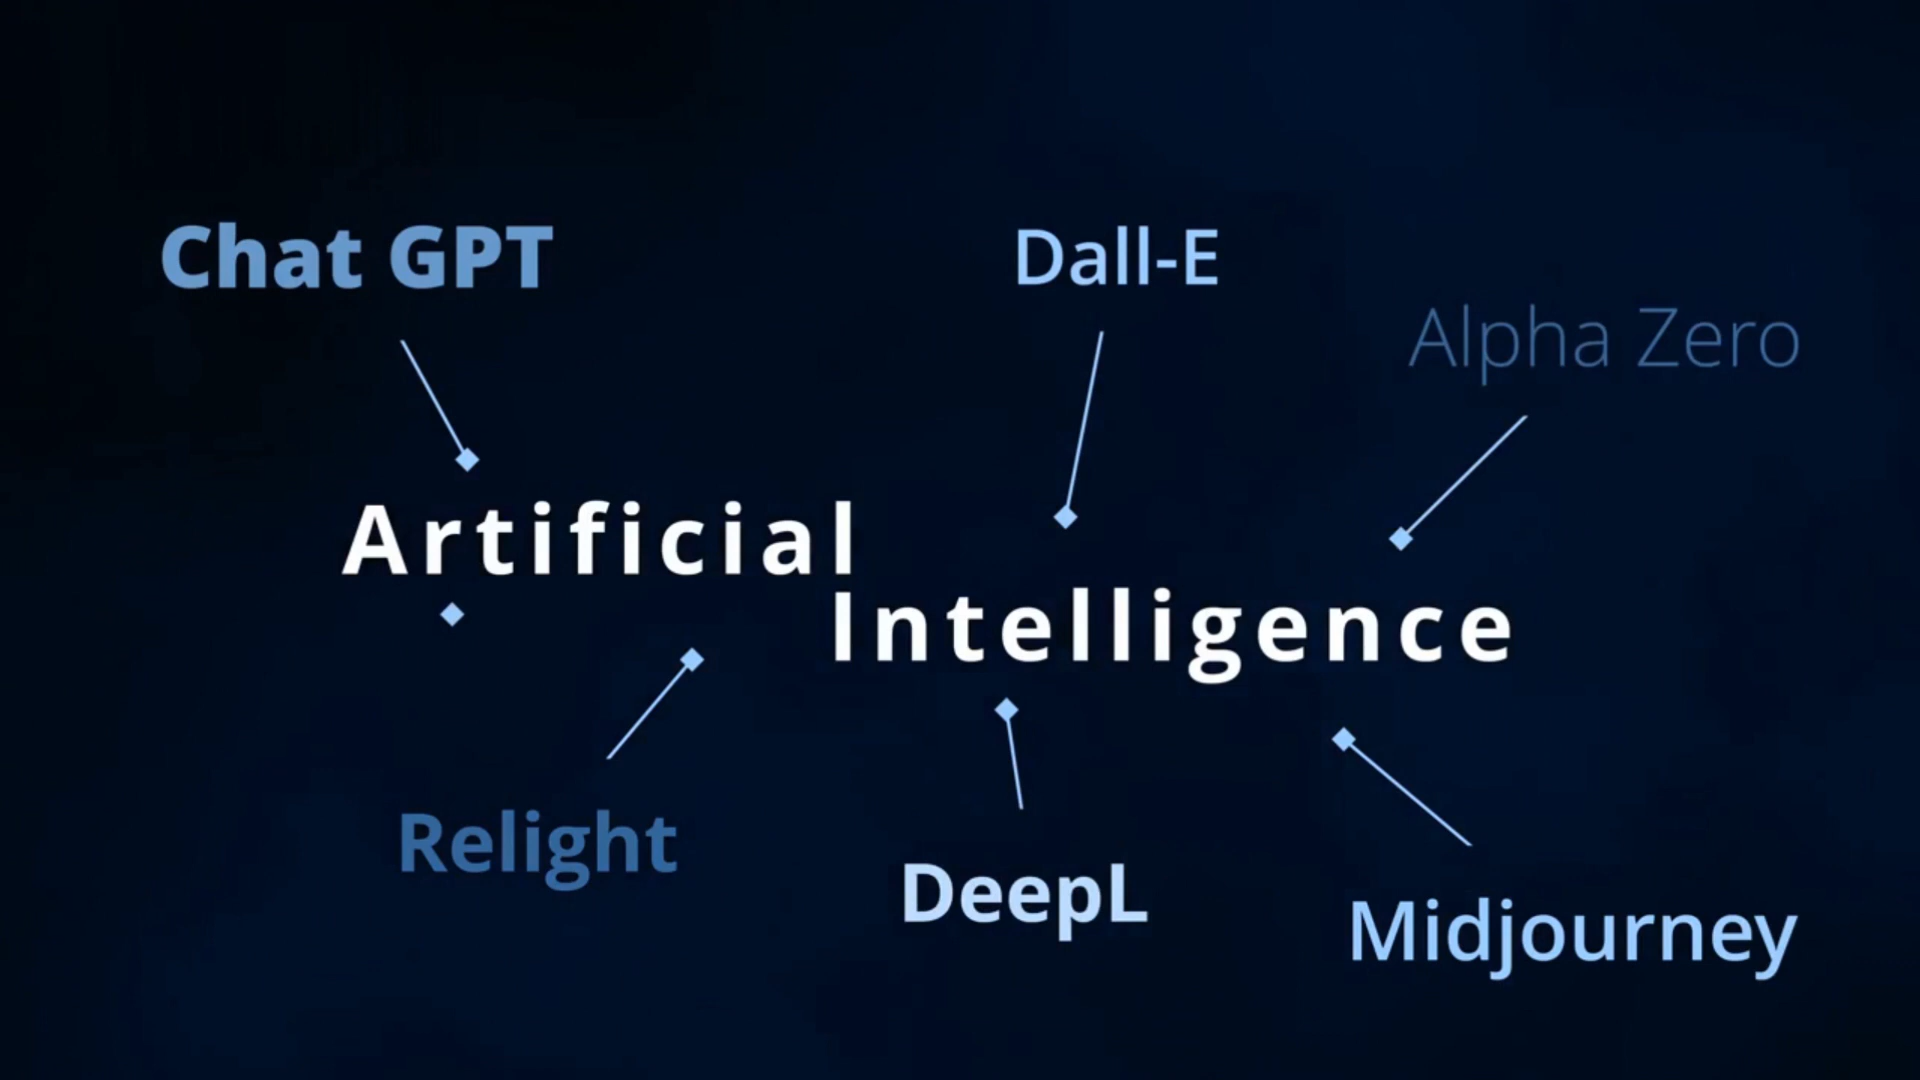 Chat GPT
Dall-E
Alpha Zero
Artificial
Intelligence
Relight
DeepL
Midjourney